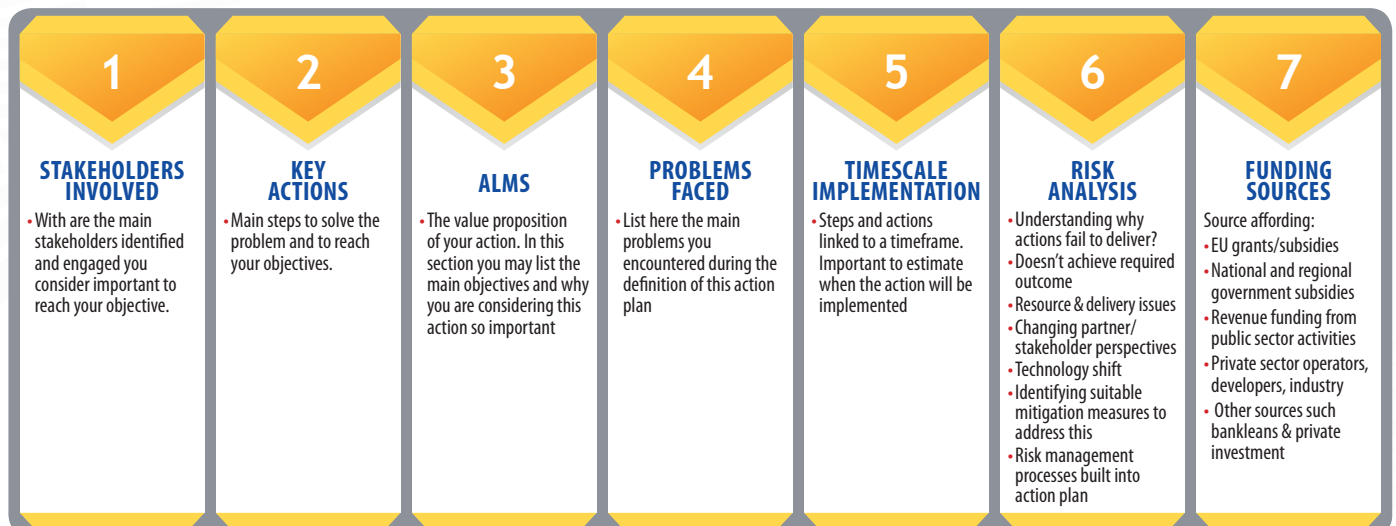 1
STAKEHOLDERS
INVOLVED
• With are the main
stakeholders identified
and engaged you
consider important to
reach your objective.
2
KEY
ACTIONS
• Main steps to solve the
problem and to reach
your objectives.
3
ALMS
• The value proposition
of your action. In this
section you may list the
main objectives and why
you are considering this
action so important
4
PROBLEMS
FACED
• List here the main
problems you
encountered during the
definition of this action
plan
5
TIMESCALE
IMPLEMENTATION
• Steps and actions
linked to a timeframe.
Important to estimate
when the action will be
implemented
6
RISK
ANALYSIS
• Understanding why
actions fail to deliver?
• Doesn't achieve required
outcome
• Resource & delivery issues
• Changing partner/
stakeholder perspectives
• Technology shift
• Identifying suitable
mitigation measures to
address this
• Risk management
processes built into
action plan
7
FUNDING
SOURCES
Source affording:
• EU grants/subsidies
• National and regional
government subsidies
• Revenue funding from
public sector activities
• Private sector operators,
developers, industry
• Other sources such
bankleans & private
investment